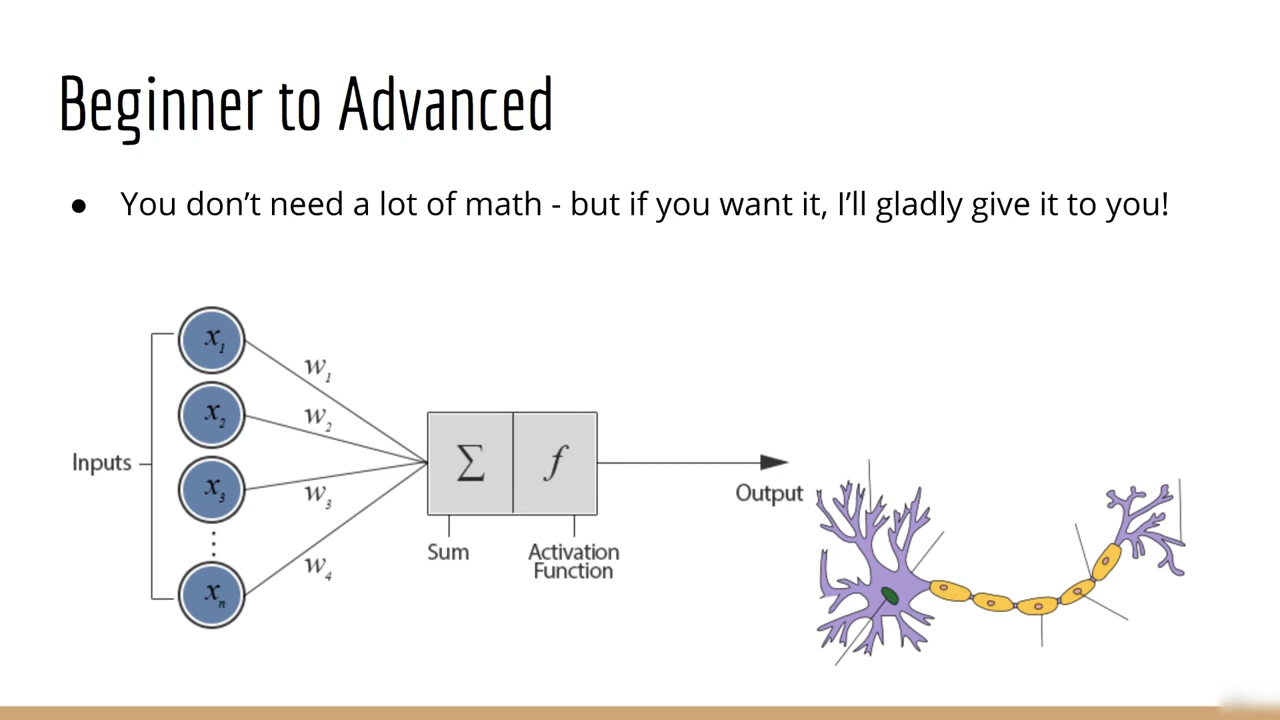 Beginner to Advanced
● You don’t need a lot of math - but if you want it, I’ll gladly give it to you!
x1
w1
x2
w2
Inputs
Σ f
x3
w3
Output
Sum
Activation
Function
w4
xn